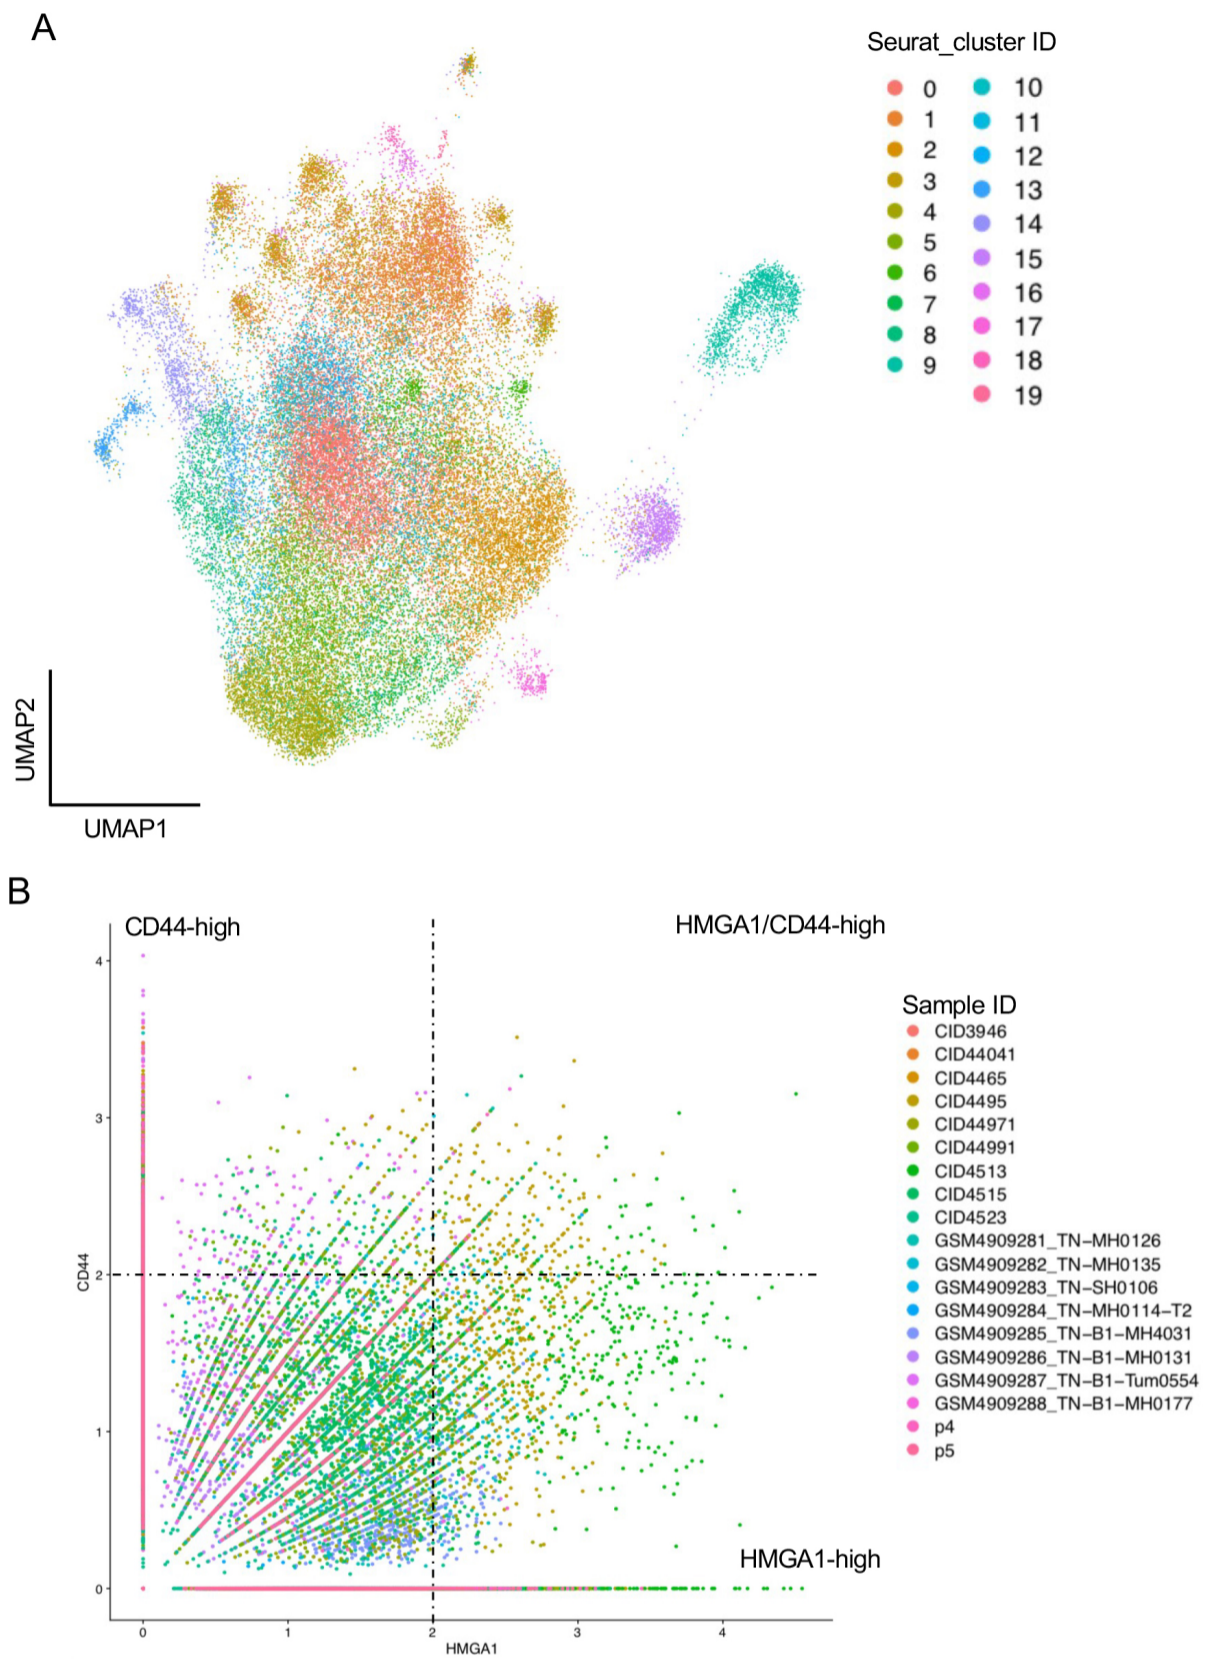 A
Seurat_cluster ID
0 10
1 11
2 12
3 13
4 14
5 15
6 16
7 17
8 18
9 19
UMAP2
UMAP1
B
CD44-high
HMGA1/CD44-high
4
3
2
1
0
CD44
HMGA1-high
0 1 2 3 4
HMGA1
Sample ID
CID3946
CID44041
CID4465
CID4495
CID44971
CID44991
CID4513
CID4515
CID4523
GSM4909281_TN−MH0126
GSM4909282_TN−MH0135
GSM4909283_TN−SH0106
GSM4909284_TN−MH0114−T2
GSM4909285_TN−B1−MH4031
GSM4909286_TN−B1−MH0131
GSM4909287_TN−B1−Tum0554
GSM4909288_TN−B1−MH0177
p4
p5